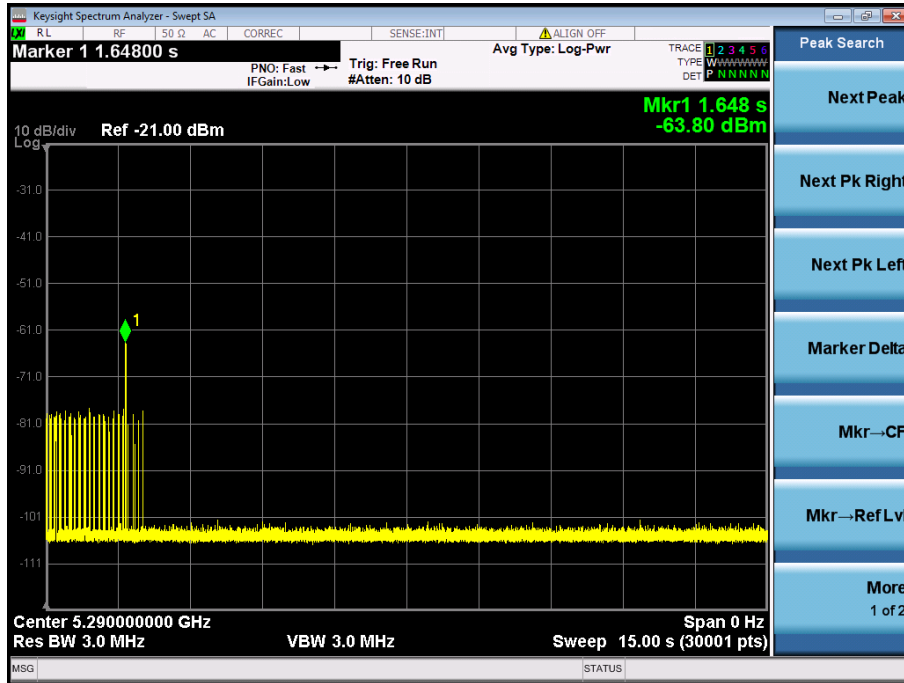 Keysight Spectrum Analyzer - Swept SA
LXI RL RF 50 Ω AC CORREC SENSE:INT ALIGN OFF
Marker 1 1.64800 s
PNO: Fast
IFGain:Low
Trig: Free Run
#Atten: 10 dB
Avg Type: Log-Pwr
TRACE 1 2 3 4 5 6
TYPE W
DET P N N N N N
Mkr1 1.648 s
-63.80 dBm
10 dB/div Ref -21.00 dBm
Log
1
-31.0
-41.0
-51.0
-61.0
-71.0
-81.0
-91.0
-101
-111
Center 5.290000000 GHz Span 0 Hz
Res BW 3.0 MHz VBW 3.0 MHz Sweep 15.00 s (30001 pts)
MSG STATUS
Peak Search
Next Peak
Next Pk Right
Next Pk Left
Marker Delta
Mkr→CF
Mkr→Ref Lvl
More
1 of 2